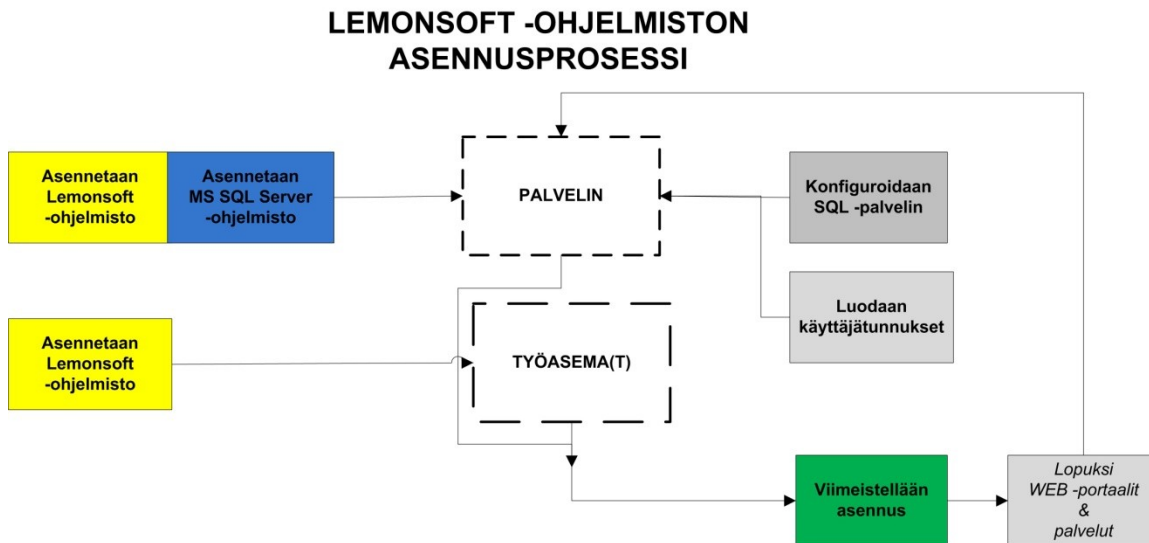 LEMONSOFT -OHJELMISTON
ASENNUSPROSESSI
Asennetaan
Lemonsoft
-ohjelmisto
Asennetaan
MS SQL Server
-ohjelmisto
PALVELIN
Konfiguroidaan
SQL -palvelin
Luodaan
käyttäjätunnukset
Asennetaan
Lemonsoft
-ohjelmisto
TYÖASEMA(T)
Viimeistellään
asennus
Lopuksi
WEB -portaalit
&
palvelut